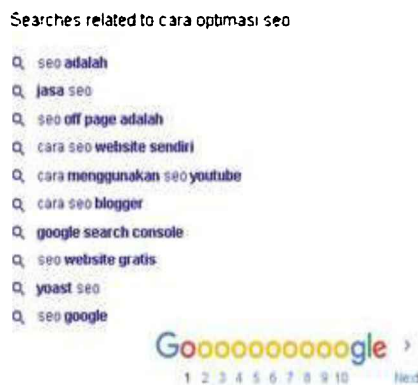 Searches related to cara optimasi seo
seo adalah
jasa seo
seo off page adalah
cara seo website sendiri
cara menggunakan seo youtube
cara seo blogger
google search console
seo website gratis
yoast seo
seo google
Goooooooooogle >
1 2 3 4 5 6 7 8 9 10 Next